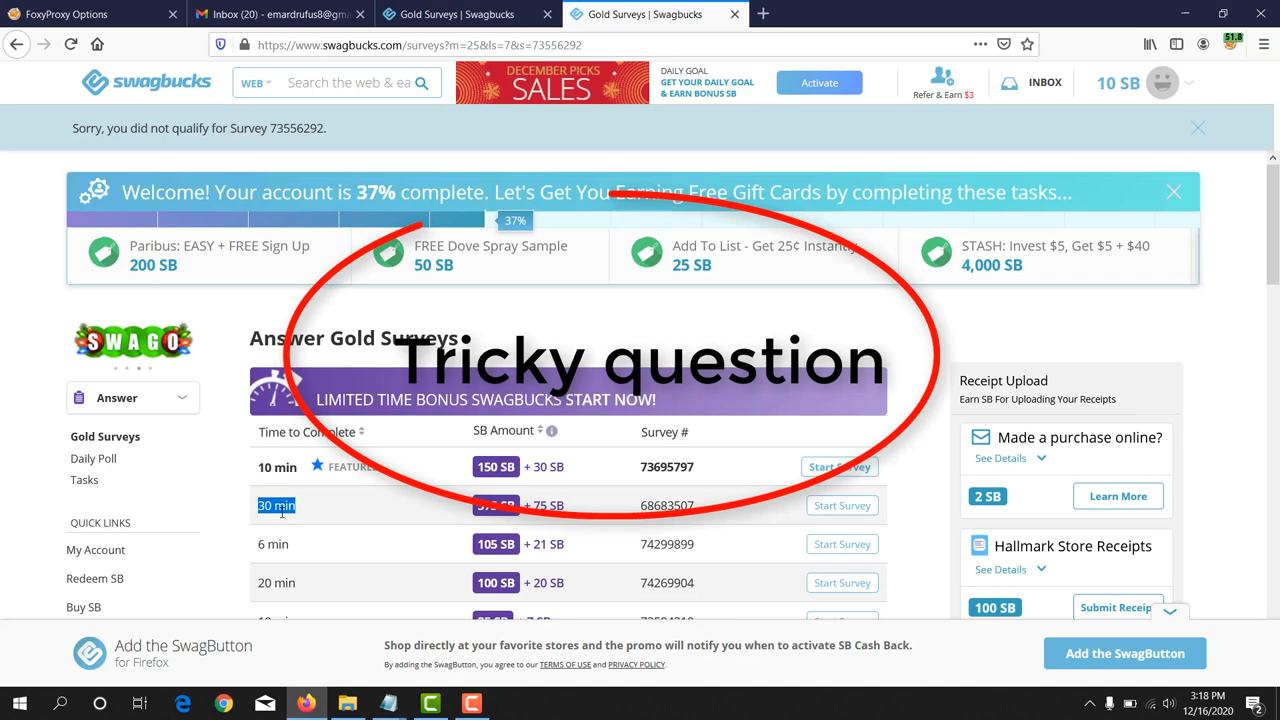 FoxyProxy Options
Inbox (20) - emardrufus8@gm
Gold Surveys | Swagbucks
Gold Surveys | Swagbucks
https://www.swagbucks.com/surveys?m=25&ls=7&s=73556292
51.8
swagbucks
WEB
Search the web & ea
DECEMBER PICKS
SALES
DAILY GOAL
GET YOUR DAILY GOAL
& EARN BONUS SB
Activate
Refer & Earn $3
INBOX
10 SB
Sorry, you did not qualify for Survey 73556292.
Welcome! Your account is 37% complete. Let's Get You Earning Free Gift Cards by completing these tasks...
37%
Paribus: EASY + FREE Sign Up
200 SB
FREE Dove Spray Sample
50 SB
Add To List - Get 25¢ Instantly
25 SB
STASH: Invest $5, Get $5 + $40
4,000 SB
SWAGO
Answer
Gold Surveys
Daily Poll
Tasks
QUICK LINKS
My Account
Redeem SB
Buy SB
Answer Gold Surveys
Tricky question
LIMITED TIME BONUS SWAGBUCKS START NOW!
Time to Complete SB Amount Survey #
10 min FEATURED 150 SB + 30 SB 73695797 Start Survey
30 min 375 SB + 75 SB 68683507 Start Survey
6 min 105 SB + 21 SB 74299899 Start Survey
20 min 100 SB + 20 SB 74269904 Start Survey
Receipt Upload
Earn SB For Uploading Your Receipts
Made a purchase online?
See Details
2 SB
Learn More
Hallmark Store Receipts
See Details
100 SB
Submit Receip
Add the SwagButton
for Firefox
Shop directly at your favorite stores and the promo will notify you when to activate SB Cash Back.
By adding the SwagButton, you agree to our TERMS OF USE and PRIVACY POLICY.
Add the SwagButton
3:18 PM
12/16/2020
2